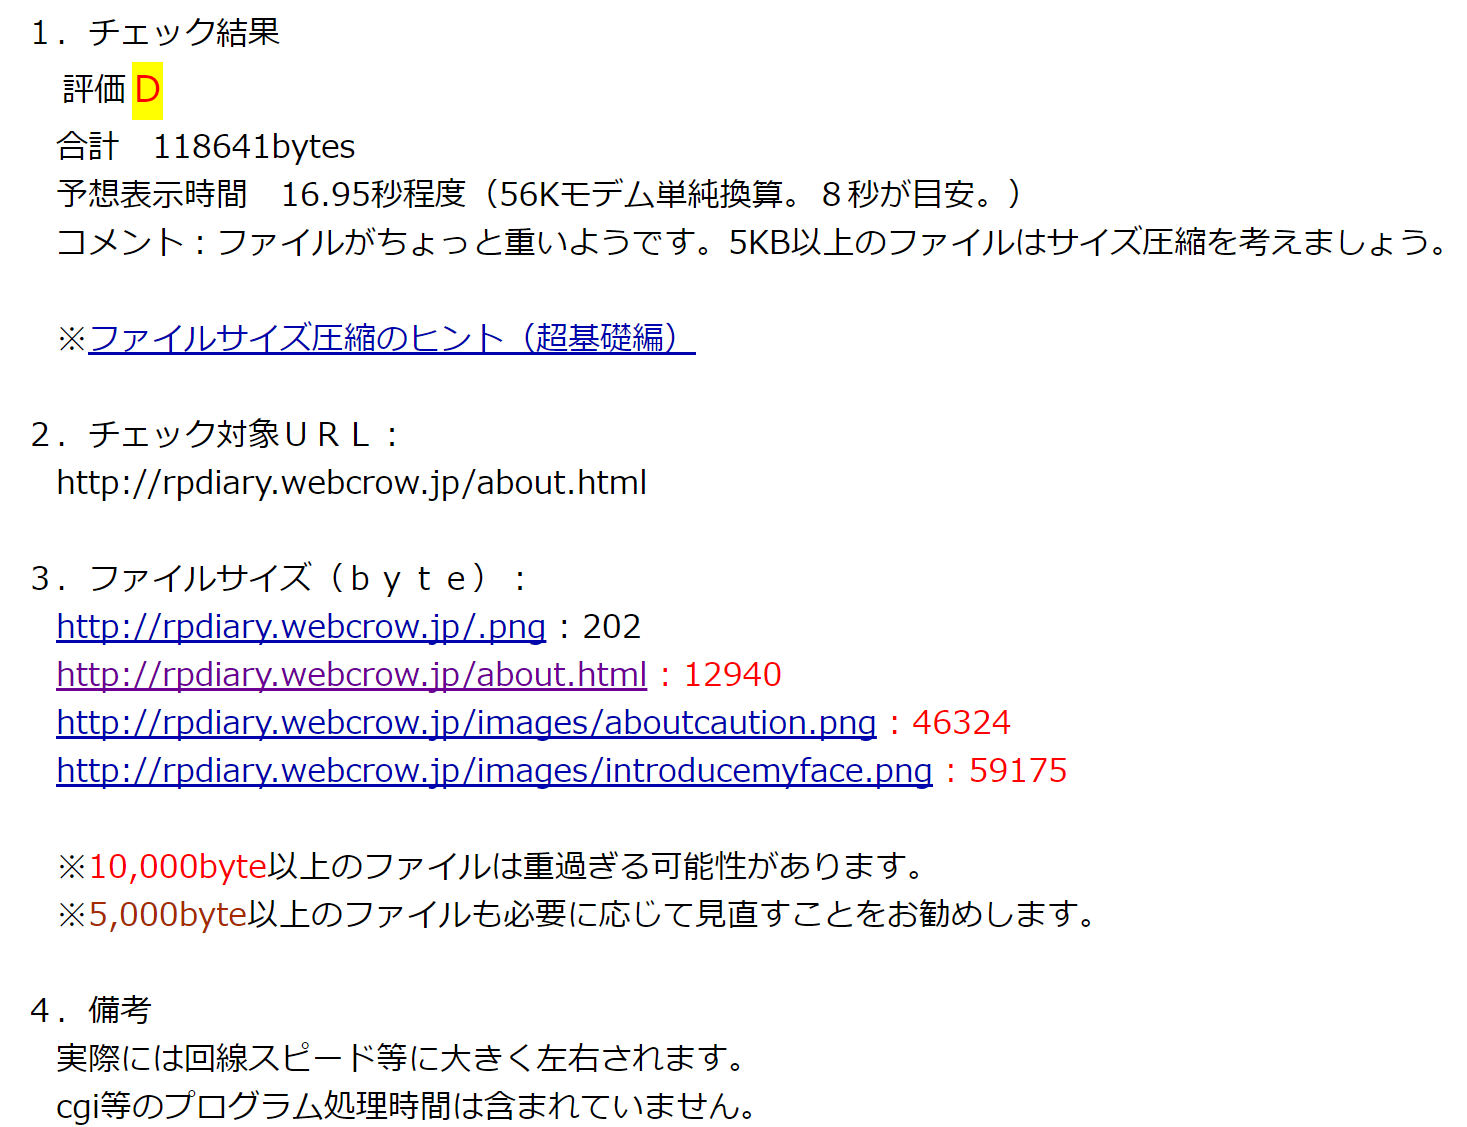 １．チェック結果
評価 D
合計　118641bytes
予想表示時間　16.95秒程度（56Kモデム単純換算。８秒が目安。）
コメント：ファイルがちょっと重いようです。5KB以上のファイルはサイズ圧縮を考えましょう。
※ファイルサイズ圧縮のヒント（超基礎編）
２．チェック対象ＵＲＬ：
http://rpdiary.webcrow.jp/about.html
３．ファイルサイズ（ｂｙｔｅ）：
http://rpdiary.webcrow.jp/.png : 202
http://rpdiary.webcrow.jp/about.html : 12940
http://rpdiary.webcrow.jp/images/aboutcaution.png : 46324
http://rpdiary.webcrow.jp/images/introducemyface.png : 59175
※10,000byte以上のファイルは重過ぎる可能性があります。
※5,000byte以上のファイルも必要に応じて見直すことをお勧めします。
４．備考
実際には回線スピード等に大きく左右されます。
cgi等のプログラム処理時間は含まれていません。